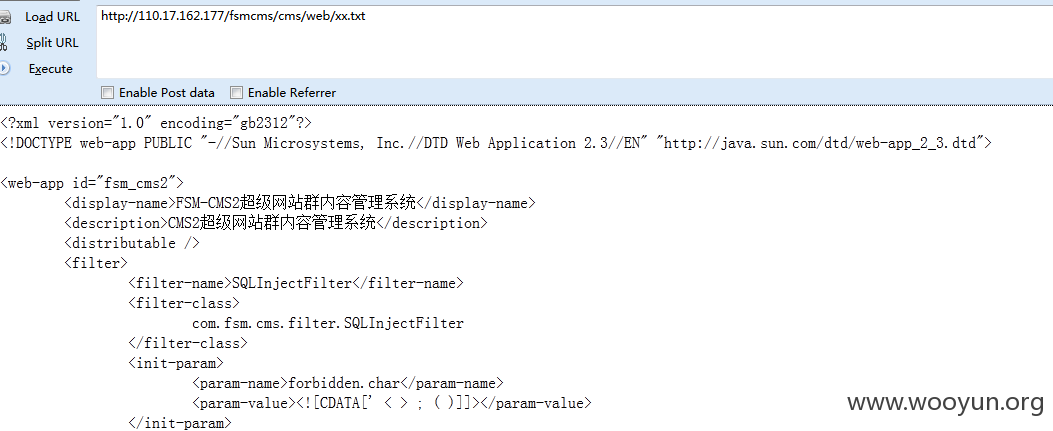 Load URL
http://110.17.162.177/fsmcms/cms/web/xx.txt
Split URL
Execute
Enable Post data
Enable Referrer
<?xml version="1.0" encoding="gb2312"?>
<!DOCTYPE web-app PUBLIC "-//Sun Microsystems, Inc.//DTD Web Application 2.3//EN" "http://java.sun.com/dtd/web-app_2_3.dtd">
<web-app id="fsm_cms2">
<display-name>FSM-CMS2超级网站群内容管理系统</display-name>
<description>CMS2超级网站群内容管理系统</description>
<distributable />
<filter>
<filter-name>SQLInjectFilter</filter-name>
<filter-class>
com.fsm.cms.filter.SQLInjectFilter
</filter-class>
<init-param>
<param-name>forbidden.char</param-name>
<param-value><![CDATA[' < > ; ( )]]></param-value>
</init-param>
www.wooyun.org